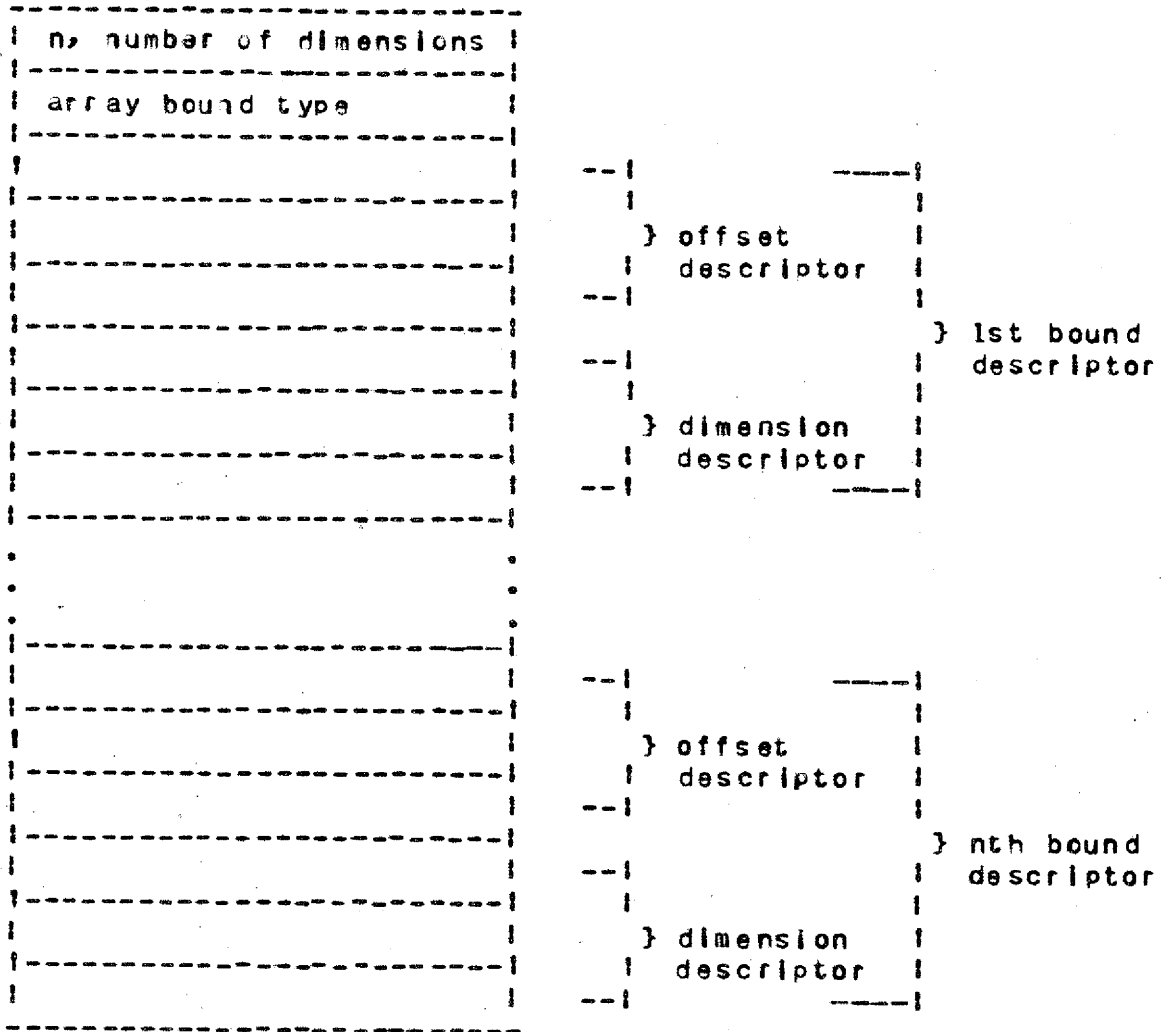 n, number of dimensions
array bound type
} offset
descriptor
} 1st bound
descriptor
} dimension
descriptor
} offset
descriptor
} nth bound
descriptor
} dimension
descriptor